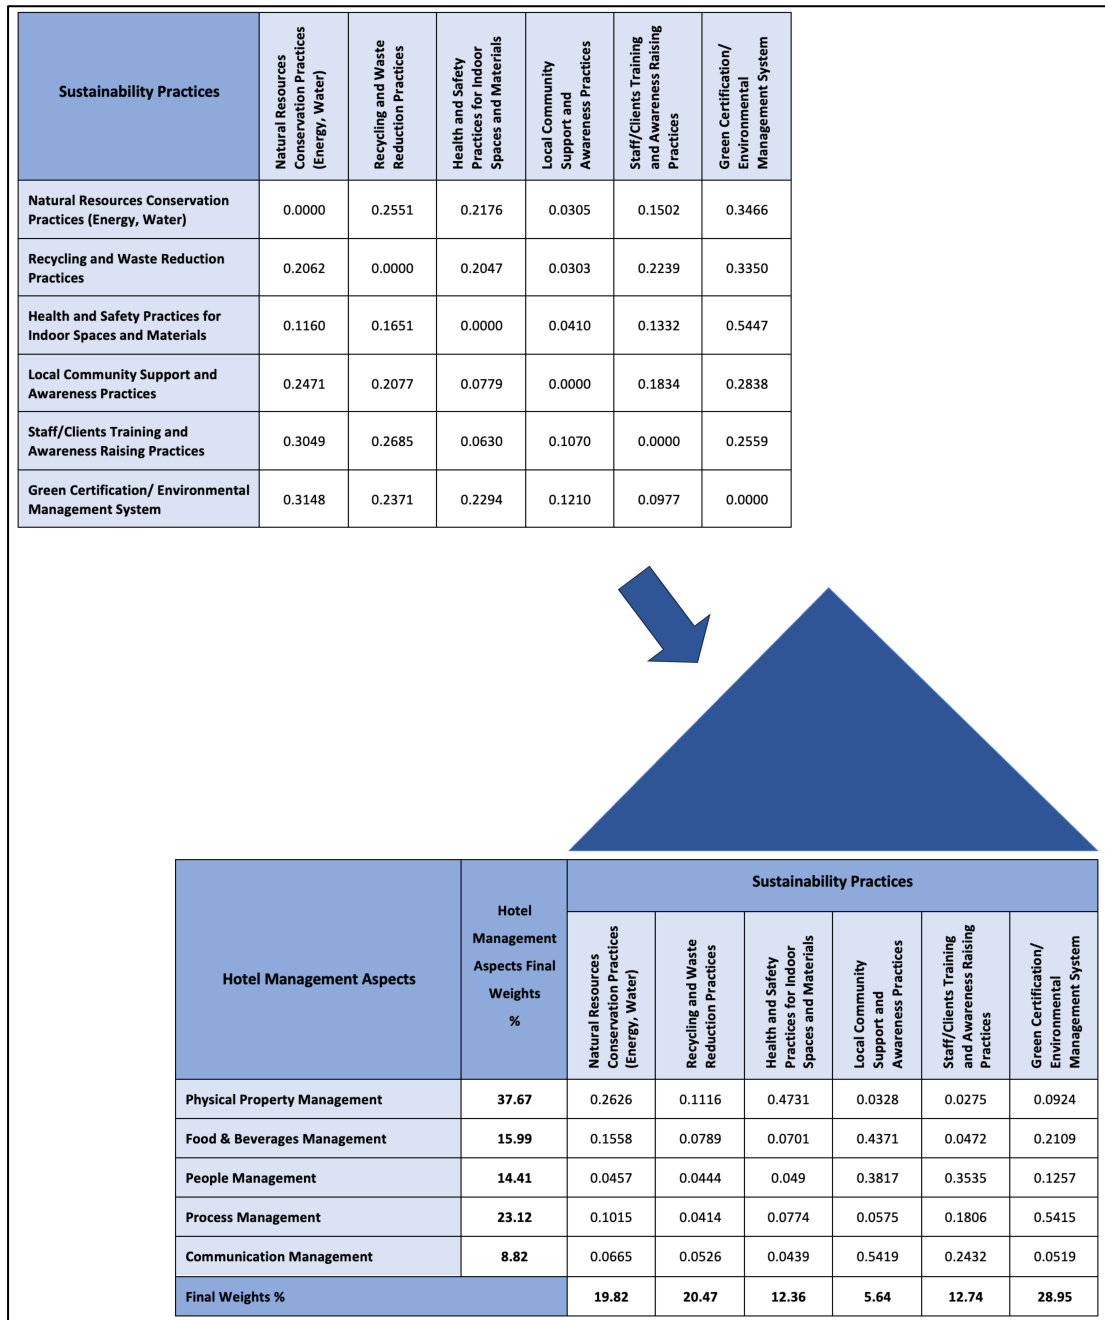 Sustainability Practices
Natural Resources
Conservation Practices
(Energy, Water)
Recycling and Waste
Reduction Practices
Health and Safety
Practices for Indoor
Spaces and Materials
Local Community
Support and
Awareness Practices
Staff/Clients Training
and Awareness Raising
Practices
Green Certification/
Environmental
Management System
Natural Resources Conservation
Practices (Energy, Water)
0.0000 0.2551 0.2176 0.0305 0.1502 0.3466
Recycling and Waste Reduction
Practices
0.2062 0.0000 0.2047 0.0303 0.2239 0.3350
Health and Safety Practices for
Indoor Spaces and Materials
0.1160 0.1651 0.0000 0.0410 0.1332 0.5447
Local Community Support and
Awareness Practices
0.2471 0.2077 0.0779 0.0000 0.1834 0.2838
Staff/Clients Training and
Awareness Raising Practices
0.3049 0.2685 0.0630 0.1070 0.0000 0.2559
Green Certification/ Environmental
Management System
0.3148 0.2371 0.2294 0.1210 0.0977 0.0000
Hotel Management Aspects
Hotel
Management
Aspects Final
Weights
%
Sustainability Practices
Natural Resources
Conservation Practices
(Energy, Water)
Recycling and Waste
Reduction Practices
Health and Safety
Practices for Indoor
Spaces and Materials
Local Community
Support and
Awareness Practices
Staff/Clients Training
and Awareness Raising
Practices
Green Certification/
Environmental
Management System
Physical Property Management 37.67 0.2626 0.1116 0.4731 0.0328 0.0275 0.0924
Food & Beverages Management 15.99 0.1558 0.0789 0.0701 0.4371 0.0472 0.2109
People Management 14.41 0.0457 0.0444 0.049 0.3817 0.3535 0.1257
Process Management 23.12 0.1015 0.0414 0.0774 0.0575 0.1806 0.5415
Communication Management 8.82 0.0665 0.0526 0.0439 0.5419 0.2432 0.0519
Final Weights % 19.82 20.47 12.36 5.64 12.74 28.95